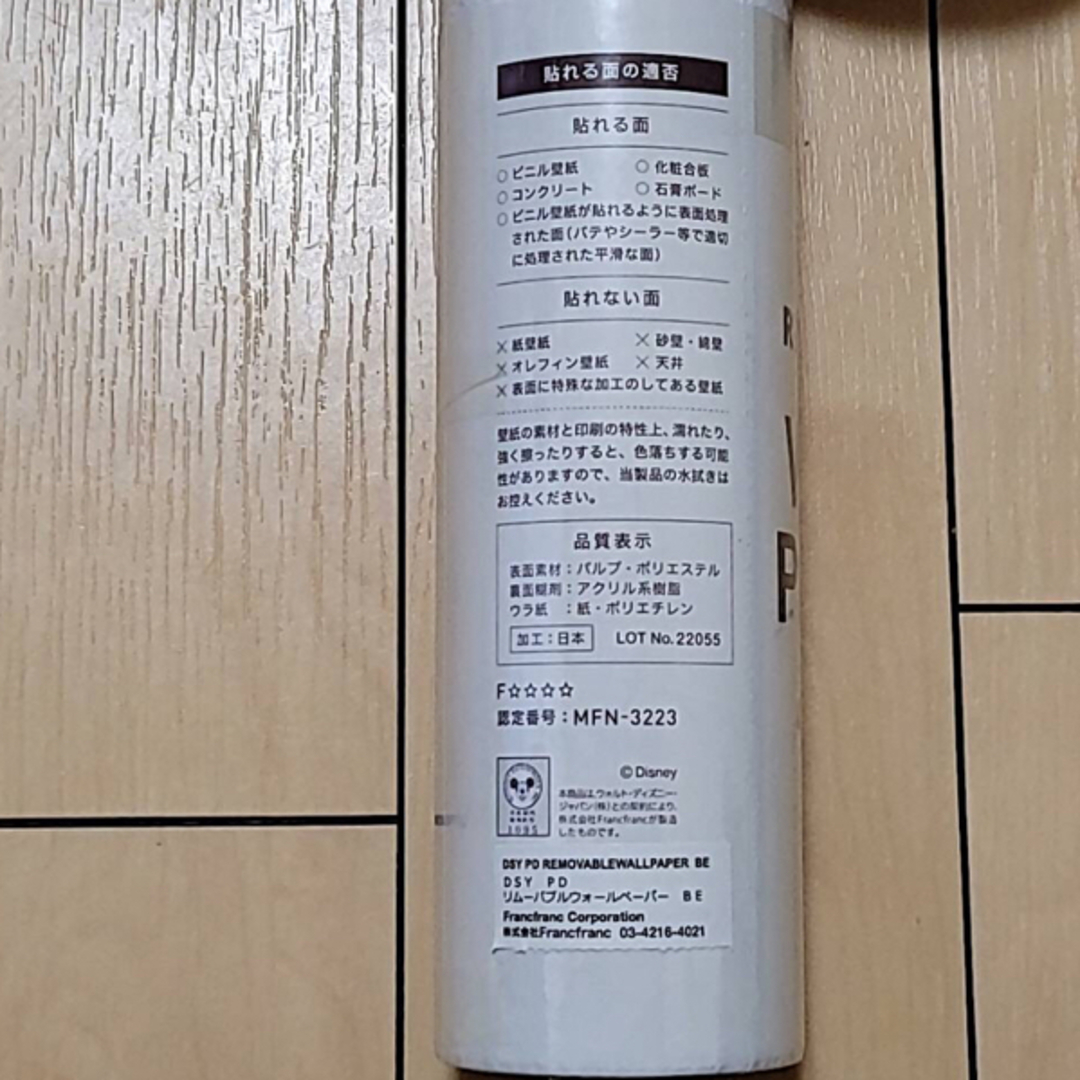 貼れる面の適否
貼れる面
○ビニル壁紙 ○化粧合板
○コンクリート ○石膏ボード
○ビニル壁紙が貼れるように表面処理
された面(パテやシーラー等で適切
に処理された平滑な面)
貼れない面
×紙壁紙 ×砂壁・綿壁
×オレフィン壁紙 ×天井
×表面に特殊な加工のしてある壁紙
壁紙の素材と印刷の特性上、濡れたり、
強く擦ったりすると、色落ちする可能
性がありますので、当製品の水拭きは
お控えください。
品質表示
表面素材:パルプ・ポリエステル
裏面糊剤:アクリル系樹脂
ウラ紙 :紙・ポリエチレン
加工:日本 LOT No.22055
F☆☆☆☆
認定番号:MFN-3223
©Disney
本商品は、ウォルト・ディズニー・
ジャパン(株)との契約により、
株式会社Francfrancが製造
したものです。
1095
DSY PD REMOVABLEWALLPAPER BE
DSY PD
リムーバブルウォールペーパー BE
Francfranc Corporation
株式会社Francfranc 03-4216-4021
R
P